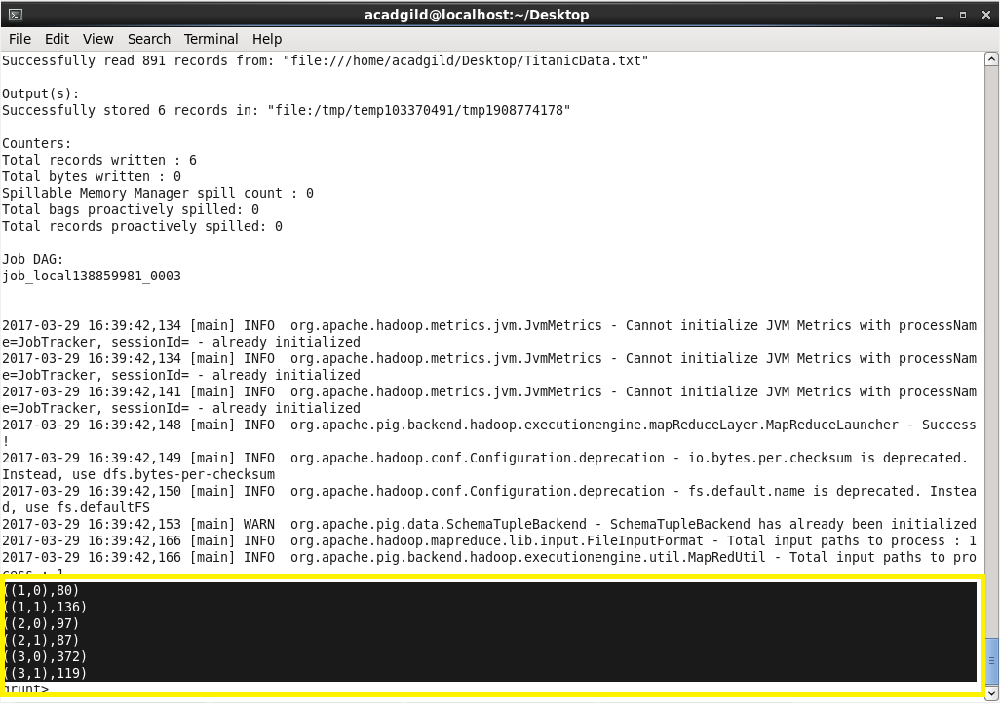 acadgild@localhost:~/Desktop
File Edit View Search Terminal Help
Successfully read 891 records from: "file:///home/acadgild/Desktop/TitanicData.txt"
Output(s):
Successfully stored 6 records in: "file:/tmp/temp103370491/tmp1908774178"
Counters:
Total records written : 6
Total bytes written : 0
Spillable Memory Manager spill count : 0
Total bags proactively spilled: 0
Total records proactively spilled: 0
Job DAG:
job_local138859981_0003
2017-03-29 16:39:42,134 [main] INFO  org.apache.hadoop.metrics.jvm.JvmMetrics - Cannot initialize JVM Metrics with processNam
e=JobTracker, sessionId= - already initialized
2017-03-29 16:39:42,134 [main] INFO  org.apache.hadoop.metrics.jvm.JvmMetrics - Cannot initialize JVM Metrics with processNam
e=JobTracker, sessionId= - already initialized
2017-03-29 16:39:42,141 [main] INFO  org.apache.hadoop.metrics.jvm.JvmMetrics - Cannot initialize JVM Metrics with processNam
e=JobTracker, sessionId= - already initialized
2017-03-29 16:39:42,148 [main] INFO  org.apache.pig.backend.hadoop.executionengine.mapReduceLayer.MapReduceLauncher - Success
!
2017-03-29 16:39:42,149 [main] INFO  org.apache.hadoop.conf.Configuration.deprecation - io.bytes.per.checksum is deprecated.
Instead, use dfs.bytes-per-checksum
2017-03-29 16:39:42,150 [main] INFO  org.apache.hadoop.conf.Configuration.deprecation - fs.default.name is deprecated. Instea
d, use fs.defaultFS
2017-03-29 16:39:42,153 [main] WARN  org.apache.pig.data.SchemaTupleBackend - SchemaTupleBackend has already been initialized
2017-03-29 16:39:42,166 [main] INFO  org.apache.hadoop.mapreduce.lib.input.FileInputFormat - Total input paths to process : 1
2017-03-29 16:39:42,166 [main] INFO  org.apache.pig.backend.hadoop.executionengine.util.MapRedUtil - Total input paths to pro
cess : 1
((1,0),80)
((1,1),136)
((2,0),97)
((2,1),87)
((3,0),372)
((3,1),119)
grunt>